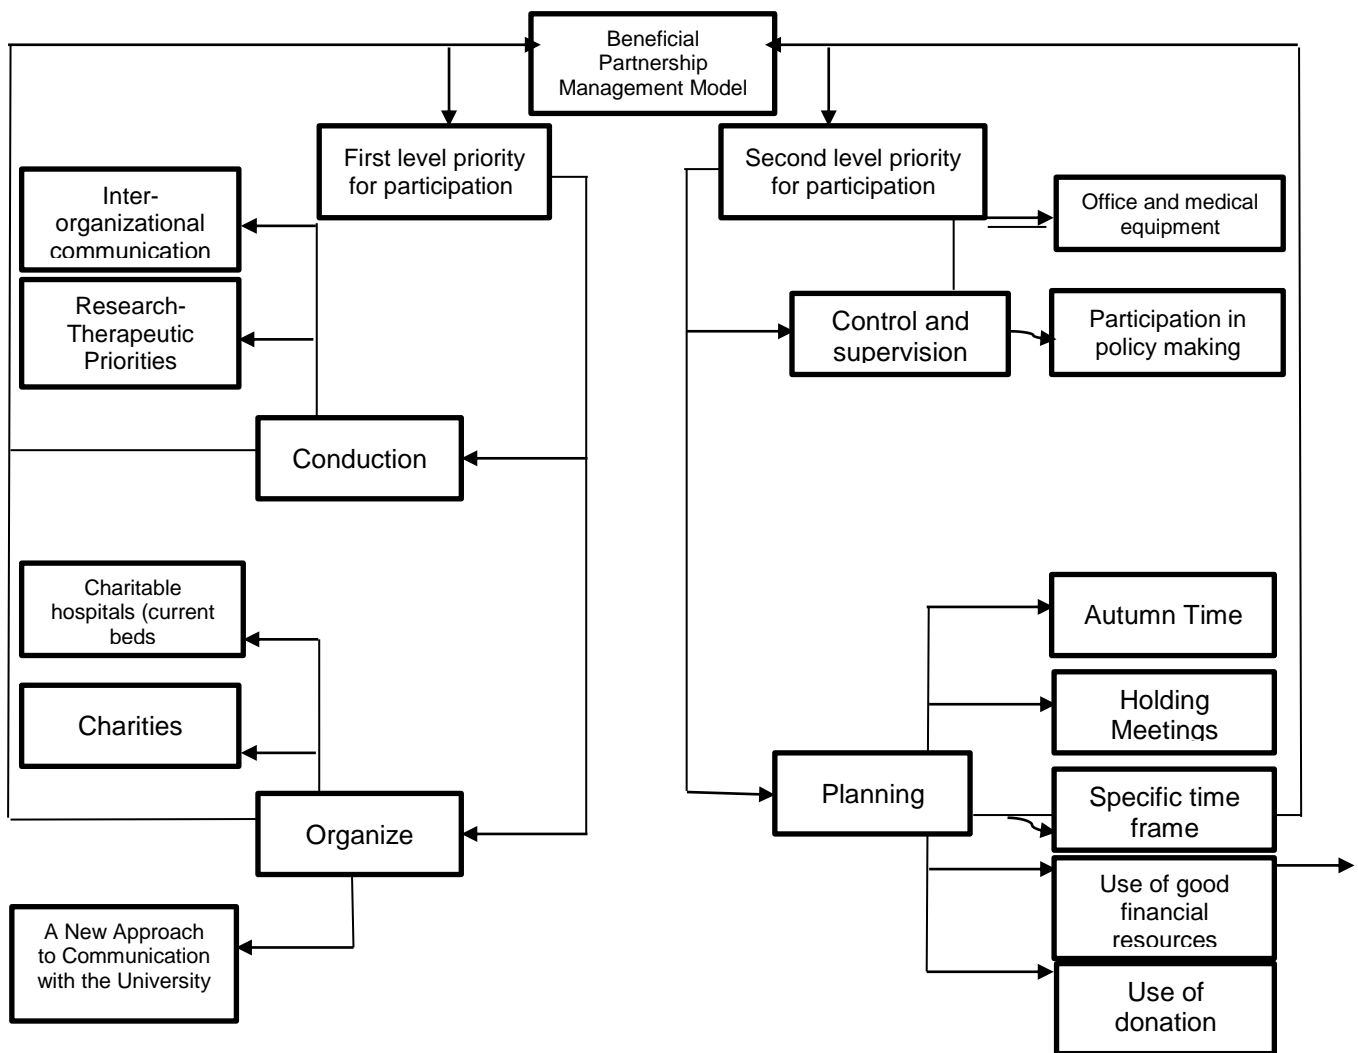 Beneficial
Partnership
Management Model
First level priority
for participation
Second level priority
for participation
Inter-
organizational
communication
Office and medical
equipment
Research-
Therapeutic
Priorities
Control and
supervision
Participation in
policy making
Conduction
Charitable
hospitals (current
beds
Autumn Time
Charities
Holding
Meetings
Organize
Planning
Specific time
frame
Use of good
financial
resources
A New Approach
to Communication
with the University
Use of
donation